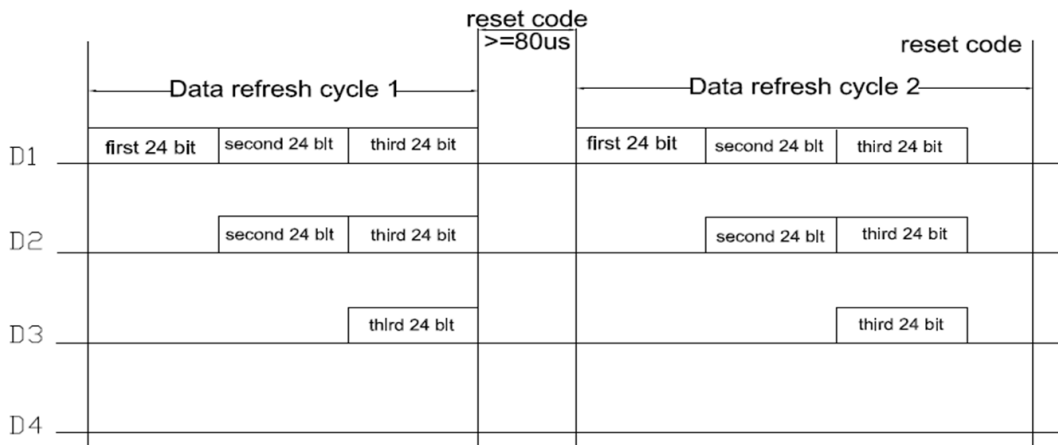 reset code
>=80us
reset code
Data refresh cycle 1
Data refresh cycle 2
D1 first 24 bit second 24 blt third 24 bit first 24 bit second 24 blt third 24 bit
D2 second 24 blt third 24 bit second 24 blt third 24 bit
D3 thlrd 24 blt third 24 bit
D4